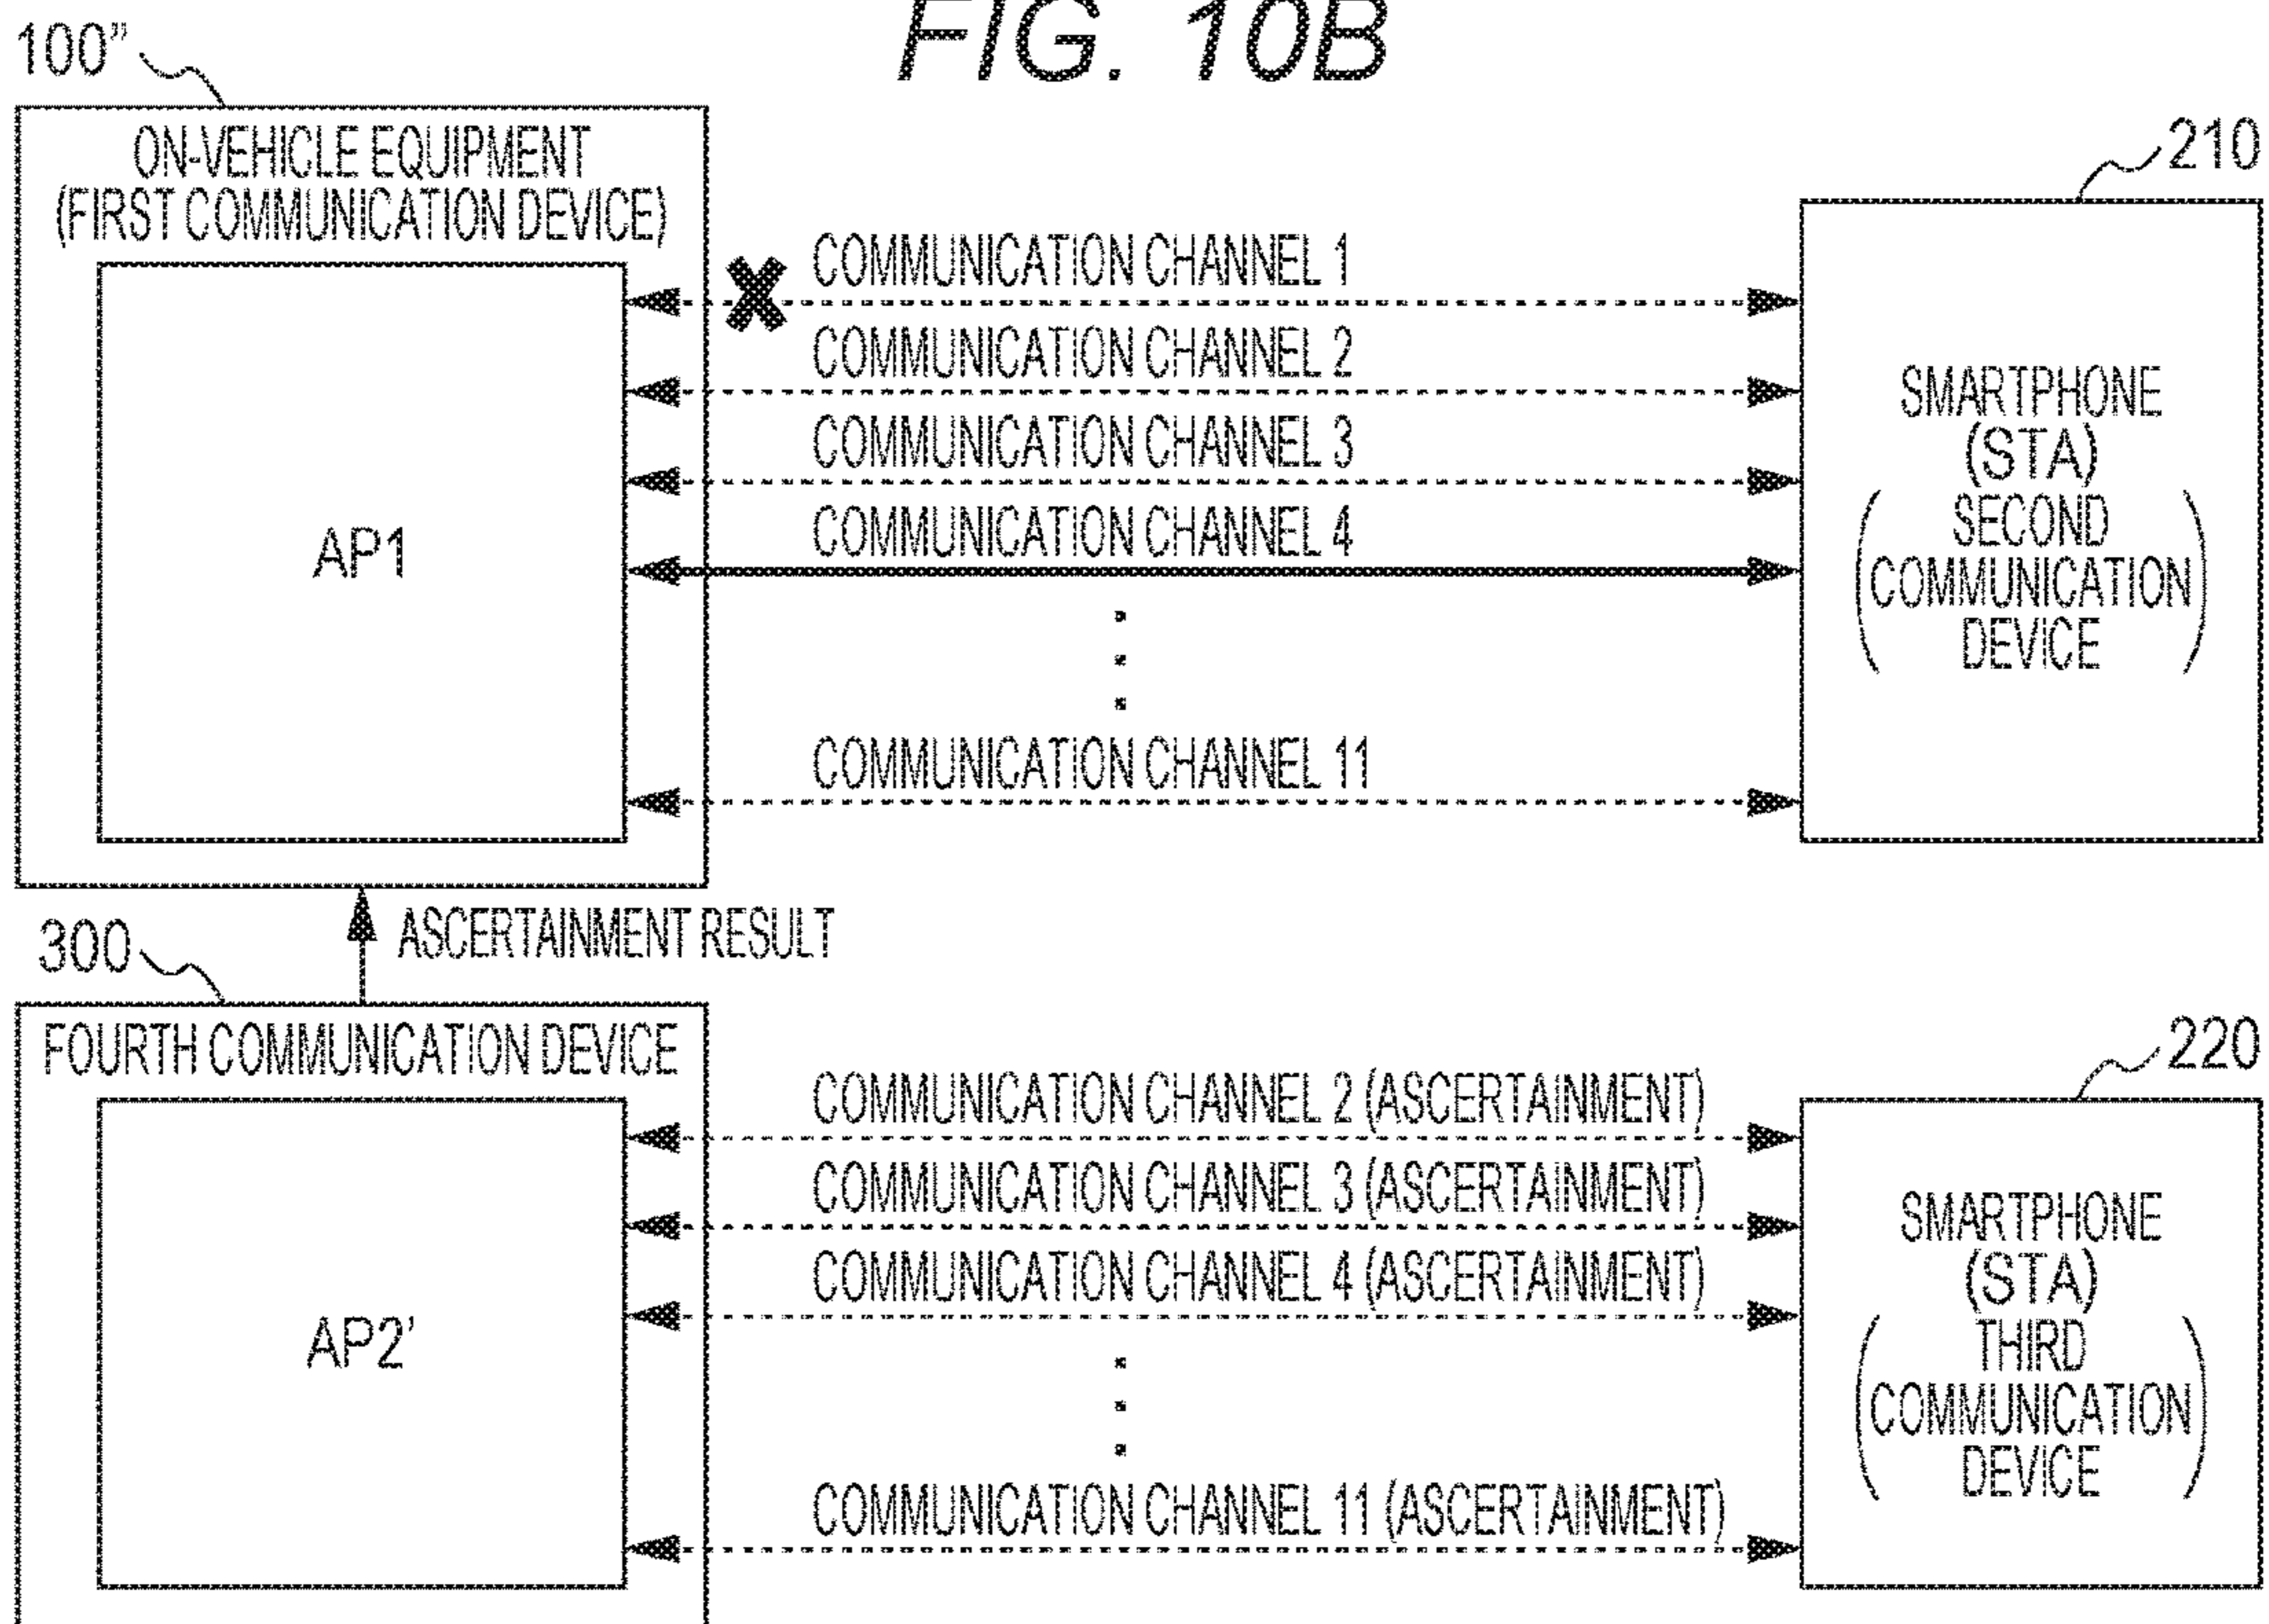 FIG. 10B
100”
ON-VEHICLE EQUIPMENT
(FIRST COMMUNICATION DEVICE)
210
COMMUNICATION CHANNEL 1
COMMUNICATION CHANNEL 2
COMMUNICATION CHANNEL 3
COMMUNICATION CHANNEL 4
AP1
SMARTPHONE
(STA)
(SECOND
COMMUNICATION
DEVICE)
COMMUNICATION CHANNEL 11
ASCERTAINMENT RESULT
300
FOURTH COMMUNICATION DEVICE
220
COMMUNICATION CHANNEL 2 (ASCERTAINMENT)
COMMUNICATION CHANNEL 3 (ASCERTAINMENT)
COMMUNICATION CHANNEL 4 (ASCERTAINMENT)
AP2’
SMARTPHONE
(STA)
(THIRD
COMMUNICATION
DEVICE)
COMMUNICATION CHANNEL 11 (ASCERTAINMENT)